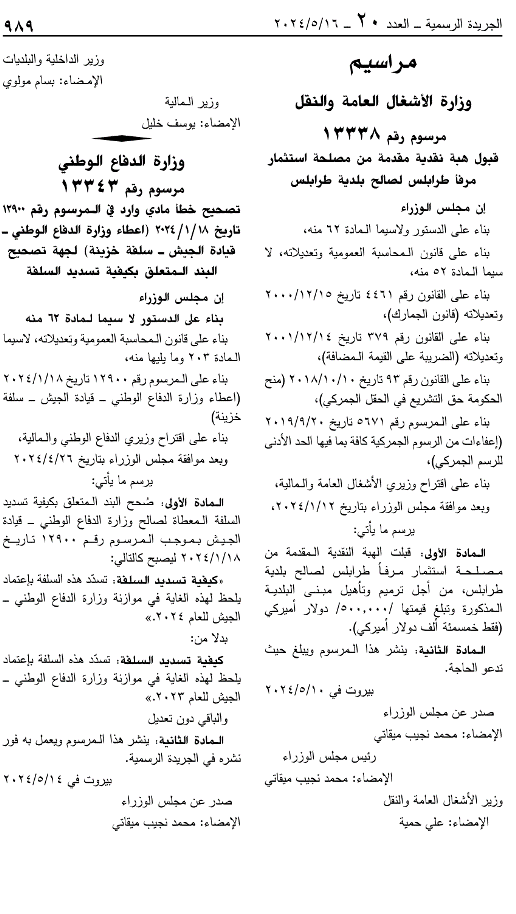 الجريدة الرسمية ــ العدد ٢٠ ــ ٢٠٢٤/٥/١٦
٩٨٩
مراسيم
وزارة الأشغال العامة والنقل
مرسوم رقم ١٣٣٣٨
قبول هبة نقدية مقدمة من مصلحة استثمار
مرفأ طرابلس لصالح بلدية طرابلس
إن مجلس الوزراء
بناء على الدستور ولاسيما المادة ٦٢ منه،
بناء على قانون المحاسبة العمومية وتعديلاته، لا
سيما المادة ٥٢ منه،
بناء على القانون رقم ٤٤٦١ تاريخ ٢٠٠٠/١٢/١٥
وتعديلاته (قانون الجمارك)،
بناء على القانون رقم ٣٧٩ تاريخ ٢٠٠١/١٢/١٤
وتعديلاته (الضريبة على القيمة المضافة)،
بناء على القانون رقم ٩٣ تاريخ ٢٠١٨/١٠/١٠ (منح
الحكومة حق التشريع في الحقل الجمركي)،
بناء على المرسوم رقم ٥٦٧١ تاريخ ٢٠١٩/٩/٢٠
(إعفاءات من الرسوم الجمركية كافة بما فيها الحد الأدنى
للرسم الجمركي)،
بناء على اقتراح وزيري الأشغال العامة والمالية،
وبعد موافقة مجلس الوزراء بتاريخ ٢٠٢٤/١/١٢،
يرسم ما يأتي:
المادة الأولى: قبلت الهبة النقدية المقدمة من
مصلحة استثمار مرفأ طرابلس لصالح بلدية
طرابلس، من أجل ترميم وتأهيل مبنى البلدية
المذكورة وتبلغ قيمتها /٥٠٠,٠٠٠/ دولار أميركي
(فقط خمسمئة ألف دولار أميركي).
المادة الثانية: ينشر هذا المرسوم ويبلغ حيث
تدعو الحاجة.
بيروت في ٢٠٢٤/٥/١٠
صدر عن مجلس الوزراء
الإمضاء: محمد نجيب ميقاتي
رئيس مجلس الوزراء
الإمضاء: محمد نجيب ميقاتي
وزير الأشغال العامة والنقل
الإمضاء: علي حمية
وزير الداخلية والبلديات
الإمضاء: بسام مولوي
وزير المالية
الإمضاء: يوسف خليل
وزارة الدفاع الوطني
مرسوم رقم ١٣٣٤٣
تصحيح خطأ مادي وارد في المرسوم رقم ١٢٩٠٠
تاريخ ٢٠٢٤/١/١٨ (اعطاء وزارة الدفاع الوطني ــ
قيادة الجيش ــ سلفة خزينة) لجهة تصحيح
البند المتعلق بكيفية تسديد السلفة
إن مجلس الوزراء
بناء على الدستور لا سيما لمادة ٦٢ منه
بناء على قانون المحاسبة العمومية وتعديلاته، لاسيما
المادة ٢٠٣ وما يليها منه،
بناء على المرسوم رقم ١٢٩٠٠ تاريخ ٢٠٢٤/١/١٨
(اعطاء وزارة الدفاع الوطني ــ قيادة الجيش ــ سلفة
خزينة)
بناء على اقتراح وزيري الدفاع الوطني والمالية،
وبعد موافقة مجلس الوزراء بتاريخ ٢٠٢٤/٤/٢٦
يرسم ما يأتي:
المادة الأولى: صُحح البند المتعلق بكيفية تسديد
السلفة المعطاة لصالح وزارة الدفاع الوطني ــ قيادة
الجيش بموجب المرسوم رقم ١٢٩٠٠ تاريخ
٢٠٢٤/١/١٨ ليصبح كالتالي:
«كيفية تسديد السلفة: تسدّد هذه السلفة بإعتماد
يلحظ لهذه الغاية في موازنة وزارة الدفاع الوطني ــ
الجيش للعام ٢٠٢٤.»
بدلا من:
كيفية تسديد السلفة: تسدّد هذه السلفة بإعتماد
يلحظ لهذه الغاية في موازنة وزارة الدفاع الوطني ــ
الجيش للعام ٢٠٢٣.»
والباقي دون تعديل
المادة الثانية: ينشر هذا المرسوم ويعمل به فور
نشره في الجريدة الرسمية.
بيروت في ٢٠٢٤/٥/١٤
صدر عن مجلس الوزراء
الإمضاء: محمد نجيب ميقاتي